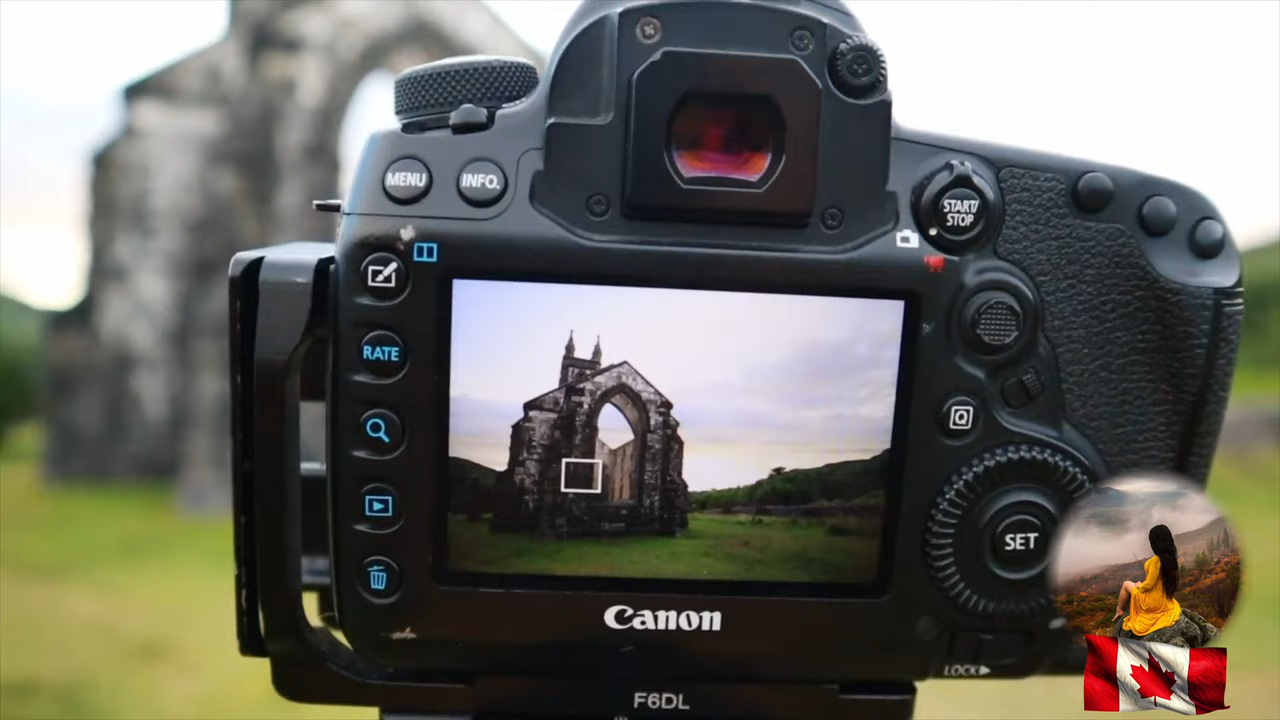 MENU
INFO.
START/
STOP
RATE
Q
SET
Canon
LOCK▶
F6DL